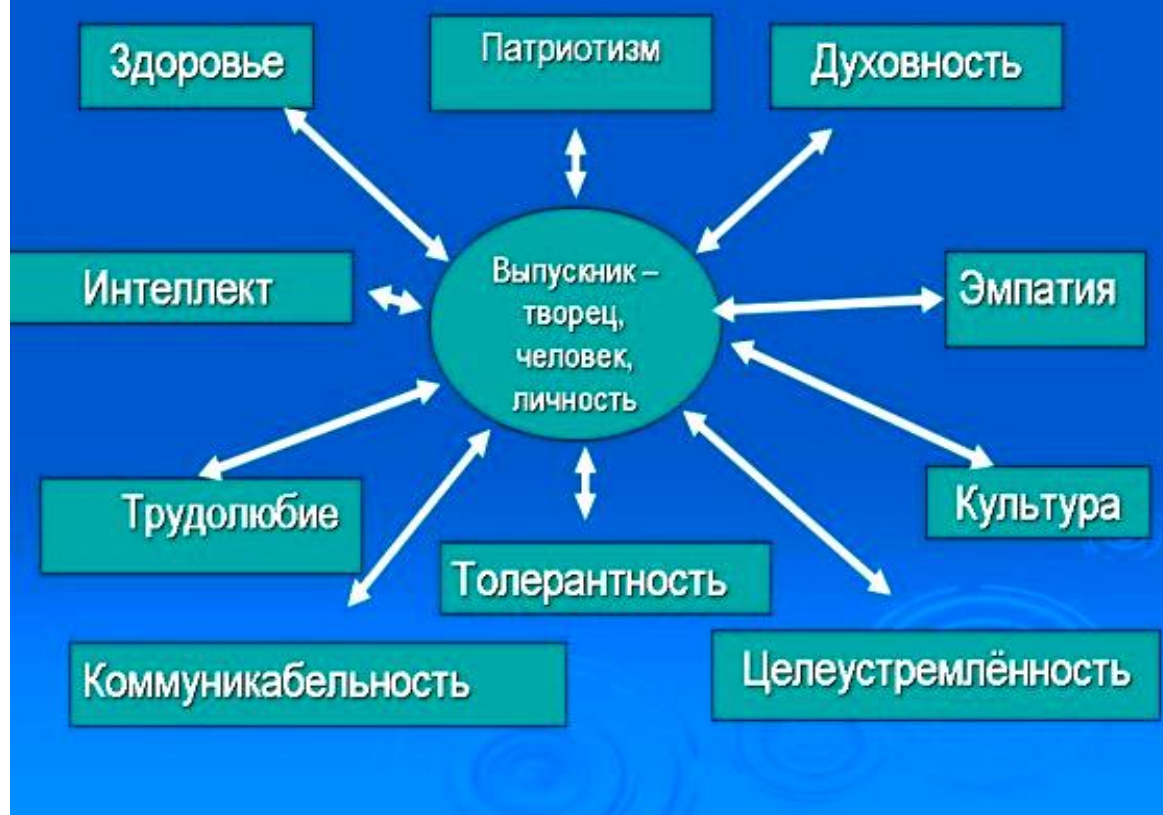 Здоровье
Патриотизм
Духовность
Интеллект
Выпускник –
творец,
человек,
личность
Эмпатия
Трудолюбие
Культура
Толерантность
Коммуникабельность
Целеустремлённость